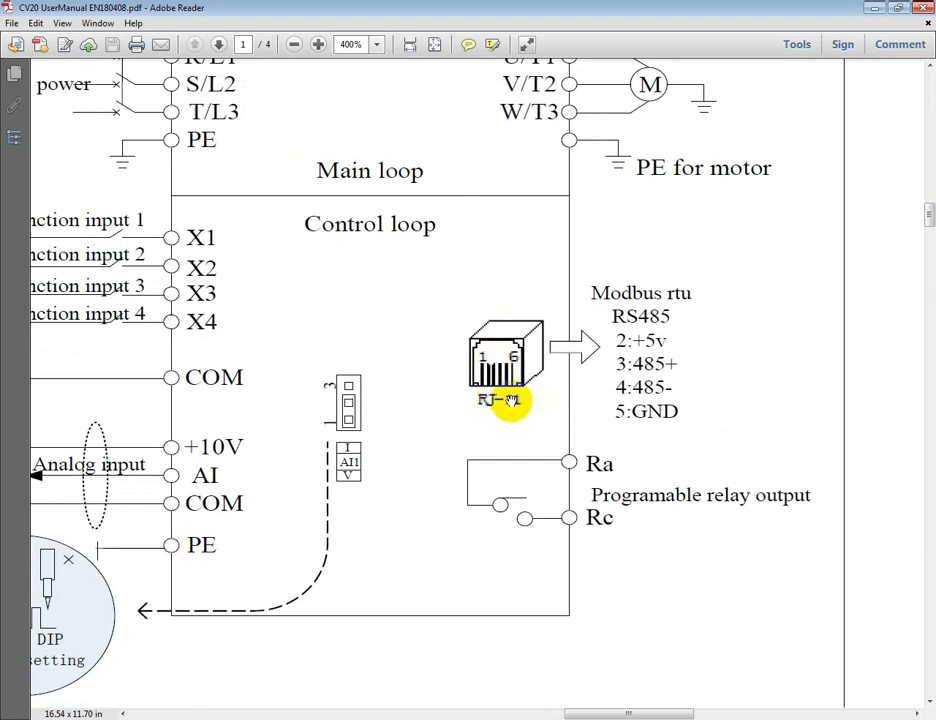 CV20 UserManual EN180408.pdf - Adobe Reader
File Edit View Window Help
1 / 4 400% Tools Sign Comment
power S/L2 V/T2 M
T/L3 W/T3
PE
Main loop PE for motor
Control loop
nction input 1 X1
nction input 2 X2
nction input 3 X3
nction input 4 X4
Modbus rtu
RS485
2:+5v
3:485+
4:485-
5:GND
1 6
COM
3
1
+10V
Analog input AI
COM
I
AI1
V
Ra
Programable relay output
Rc
PE
DIP
setting
16.54 x 11.70 in